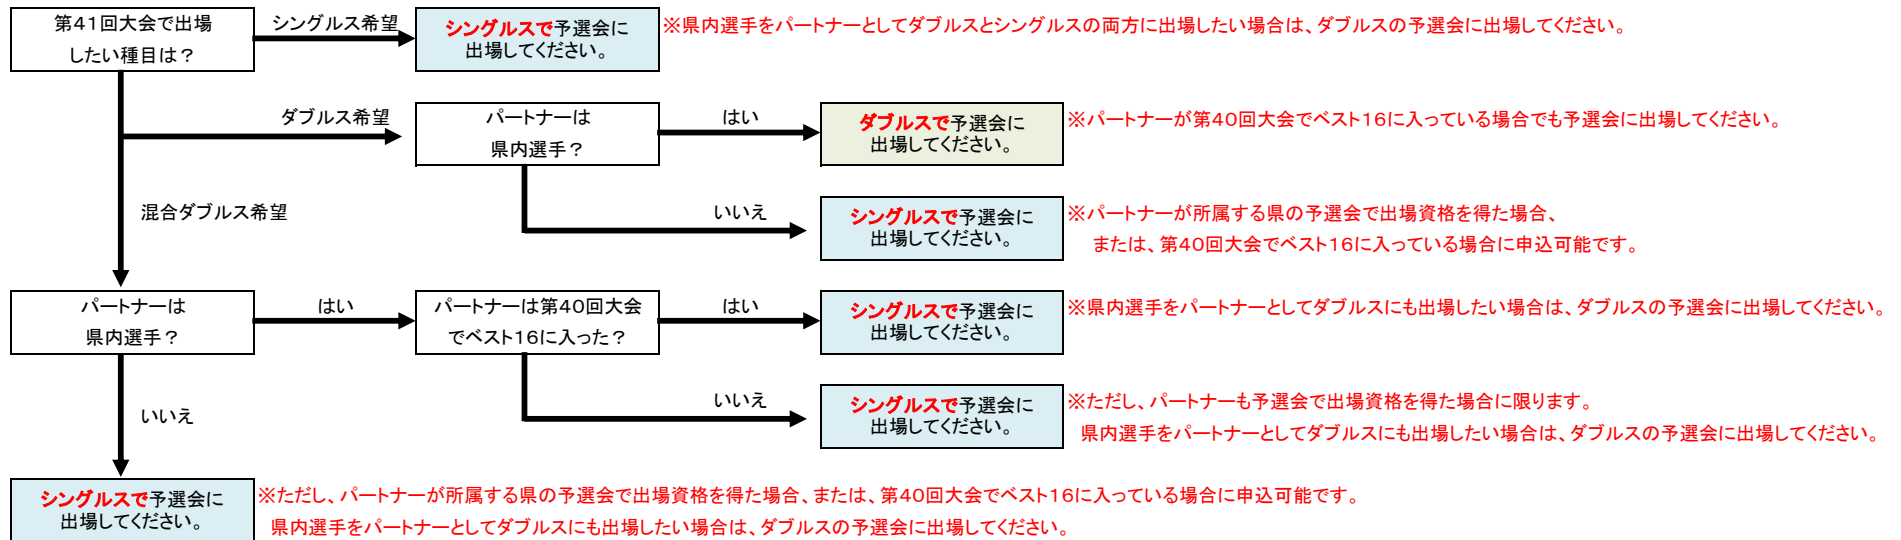 第41回大会で出場
したい種目は？
シングルス希望
シングルスで予選会に
出場してください。
※県内選手をパートナーとしてダブルスとシングルスの両方に出場したい場合は、ダブルスの予選会に出場してください。
ダブルス希望
パートナーは
県内選手？
はい
ダブルスで予選会に
出場してください。
※パートナーが第40回大会でベスト16に入っている場合でも予選会に出場してください。
混合ダブルス希望
いいえ
シングルスで予選会に
出場してください。
※パートナーが所属する県の予選会で出場資格を得た場合、
または、第40回大会でベスト16に入っている場合に申込可能です。
パートナーは
県内選手？
はい
パートナーは第40回大会
でベスト16に入った？
はい
シングルスで予選会に
出場してください。
※県内選手をパートナーとしてダブルスにも出場したい場合は、ダブルスの予選会に出場してください。
いいえ
シングルスで予選会に
出場してください。
※ただし、パートナーも予選会で出場資格を得た場合に限ります。
県内選手をパートナーとしてダブルスにも出場したい場合は、ダブルスの予選会に出場してください。
いいえ
シングルスで予選会に
出場してください。
※ただし、パートナーが所属する県の予選会で出場資格を得た場合、または、第40回大会でベスト16に入っている場合に申込可能です。
県内選手をパートナーとしてダブルスにも出場したい場合は、ダブルスの予選会に出場してください。